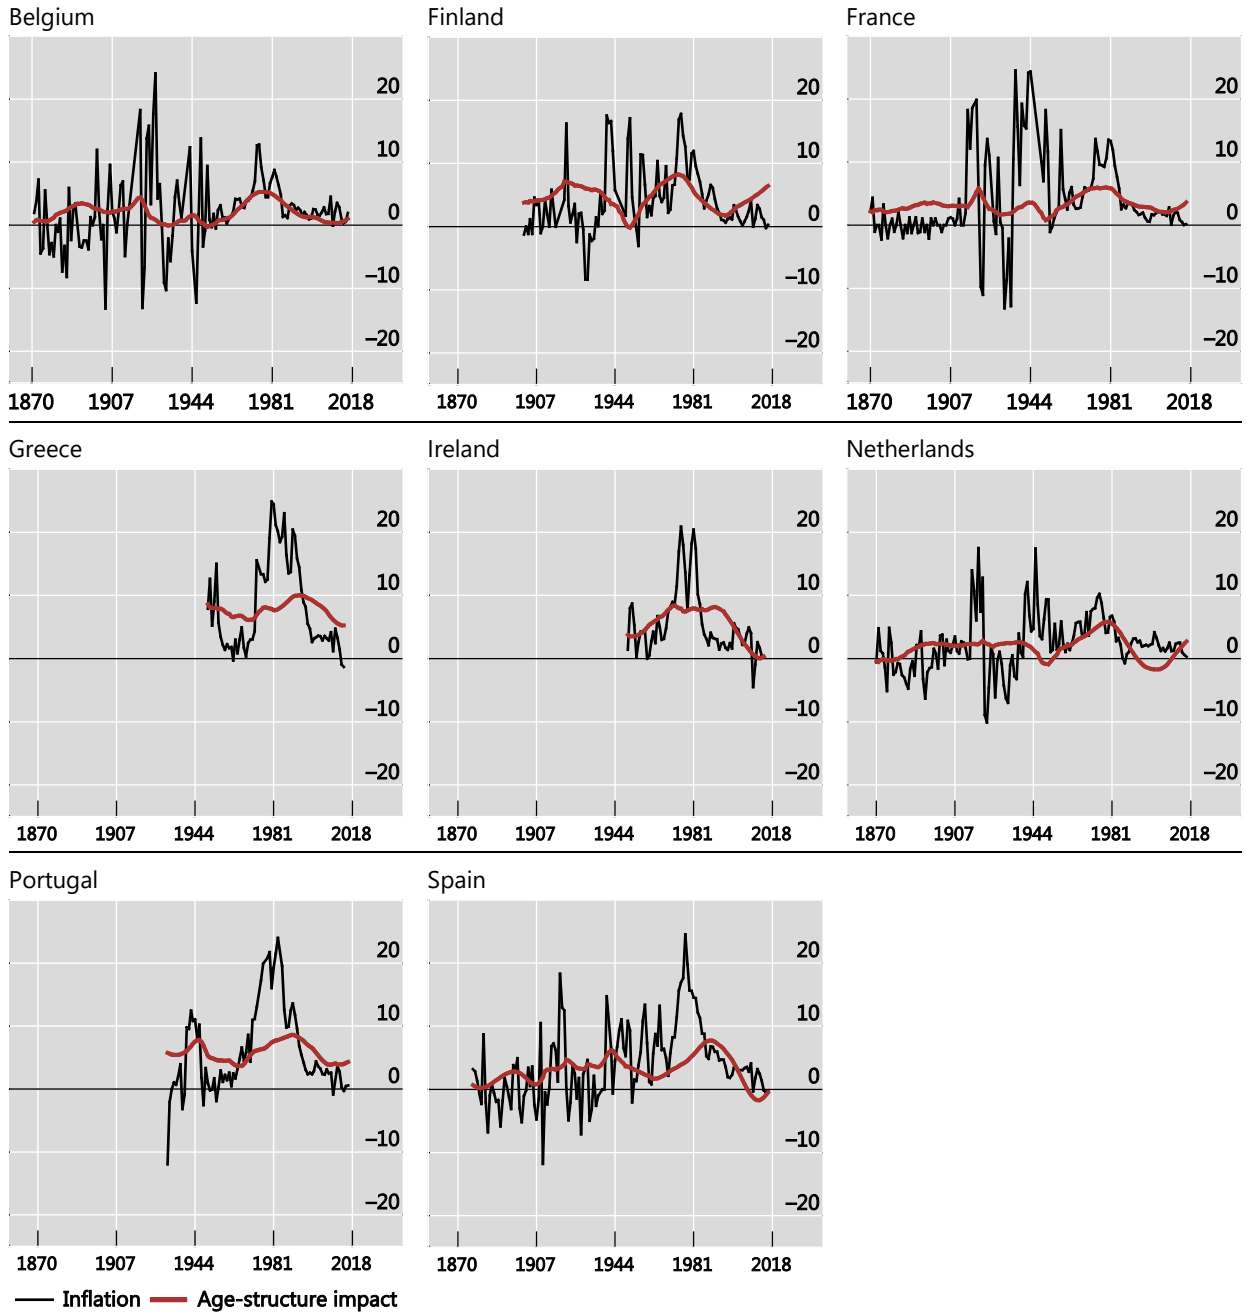 Belgium Finland France
20 20 20
10 10 10
0 0 0
–10 –10 –10
–20 –20 –20
1870 1907 1944 1981 2018 1870 1907 1944 1981 2018 1870 1907 1944 1981 2018
Greece Ireland Netherlands
20 20 20
10 10 10
0 0 0
–10 –10 –10
–20 –20 –20
1870 1907 1944 1981 2018 1870 1907 1944 1981 2018 1870 1907 1944 1981 2018
Portugal Spain
20 20
10 10
0 0
–10 –10
–20 –20
1870 1907 1944 1981 2018 1870 1907 1944 1981 2018
Inflation Age-structure impact